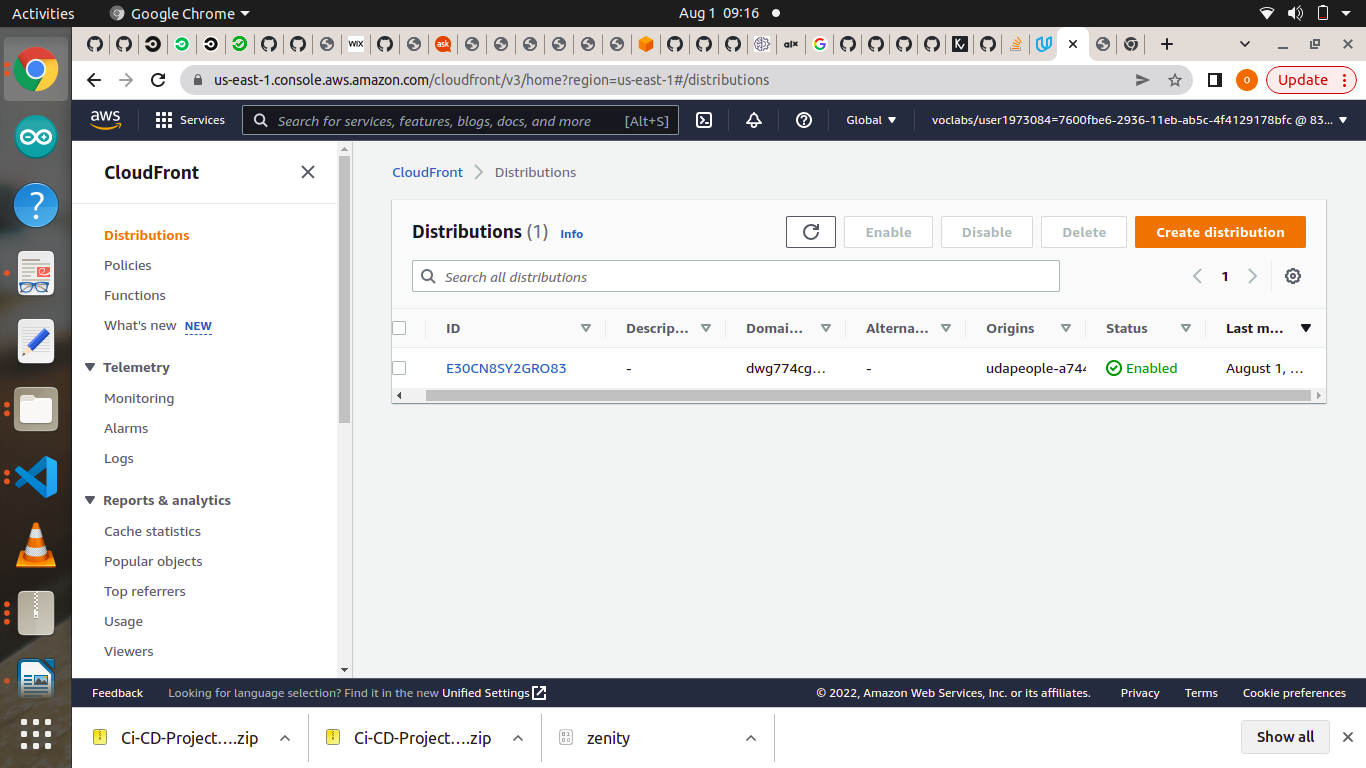 Activities
Google Chrome
Aug 1 09:16
WIX
ask
alx
us-east-1.console.aws.amazon.com/cloudfront/v3/home?region=us-east-1#/distributions
o
Update
aws
Services
Search for services, features, blogs, docs, and more
[Alt+S]
Global
voclabs/user1973084=7600fbe6-2936-11eb-ab5c-4f4129178bfc @ 83...
CloudFront
Distributions
Policies
Functions
What's new NEW
Telemetry
Monitoring
Alarms
Logs
Reports & analytics
Cache statistics
Popular objects
Top referrers
Usage
Viewers
CloudFront
Distributions
Distributions (1) Info
Enable
Disable
Delete
Create distribution
Search all distributions
1
ID
Descrip...
Domai...
Alterna...
Origins
Status
Last m...
E30CN8SY2GRO83
-
dwg774cg...
-
udapeople-a744
Enabled
August 1, ...
Feedback
Looking for language selection? Find it in the new Unified Settings
© 2022, Amazon Web Services, Inc. or its affiliates.
Privacy
Terms
Cookie preferences
Ci-CD-Project....zip
Ci-CD-Project....zip
zenity
Show all